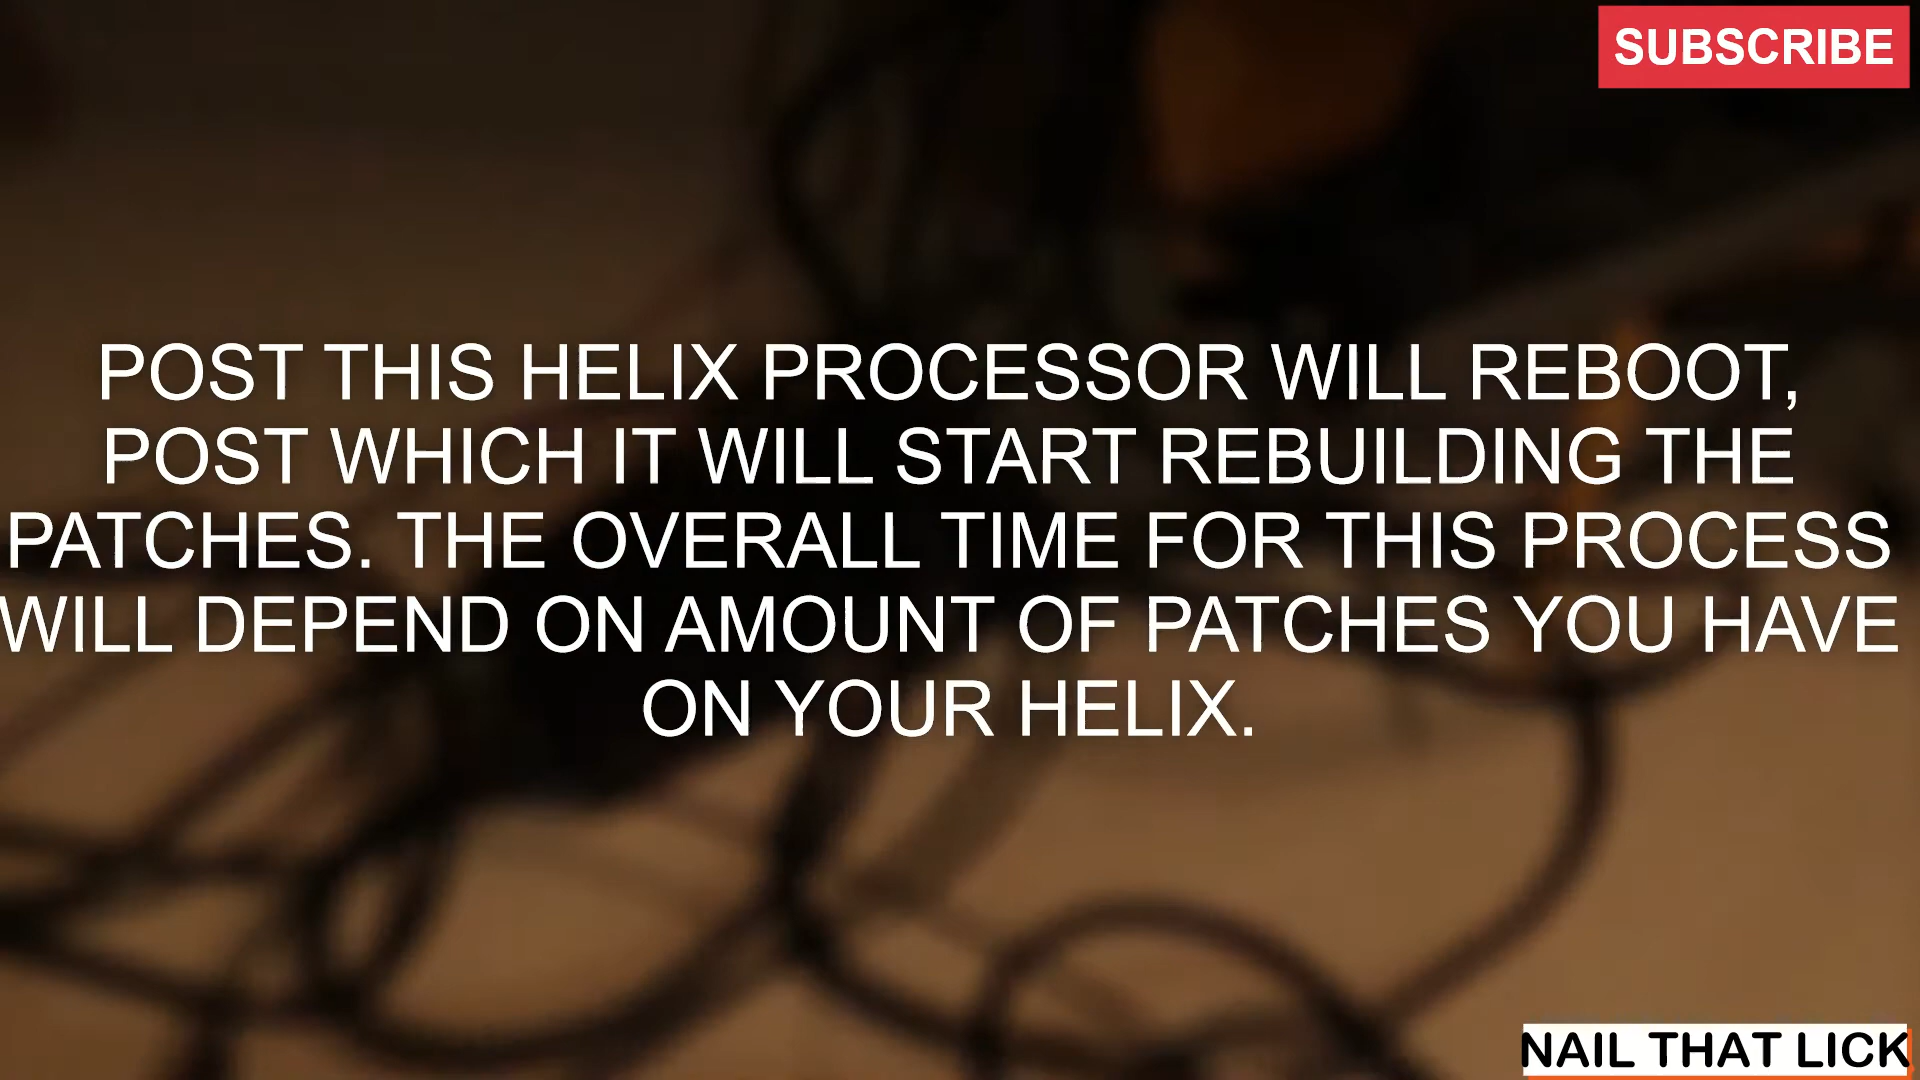 SUBSCRIBE
POST THIS HELIX PROCESSOR WILL REBOOT,
POST WHICH IT WILL START REBUILDING THE
PATCHES. THE OVERALL TIME FOR THIS PROCESS
WILL DEPEND ON AMOUNT OF PATCHES YOU HAVE
ON YOUR HELIX.
NAIL THAT LICK